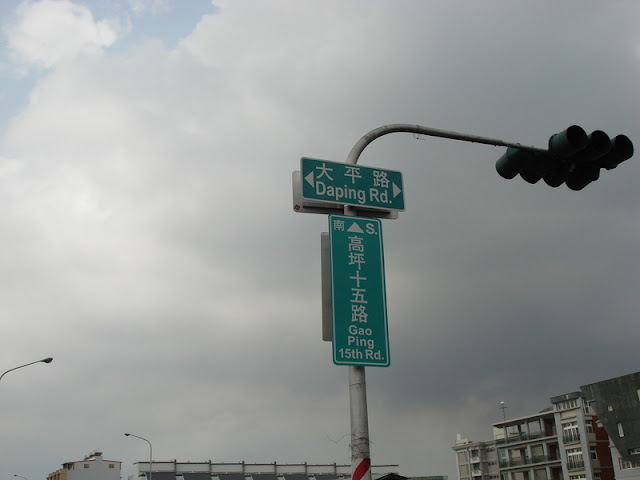 大平路
Daping Rd.
南 S.
高坪十五路
Gao
Ping
15th Rd.